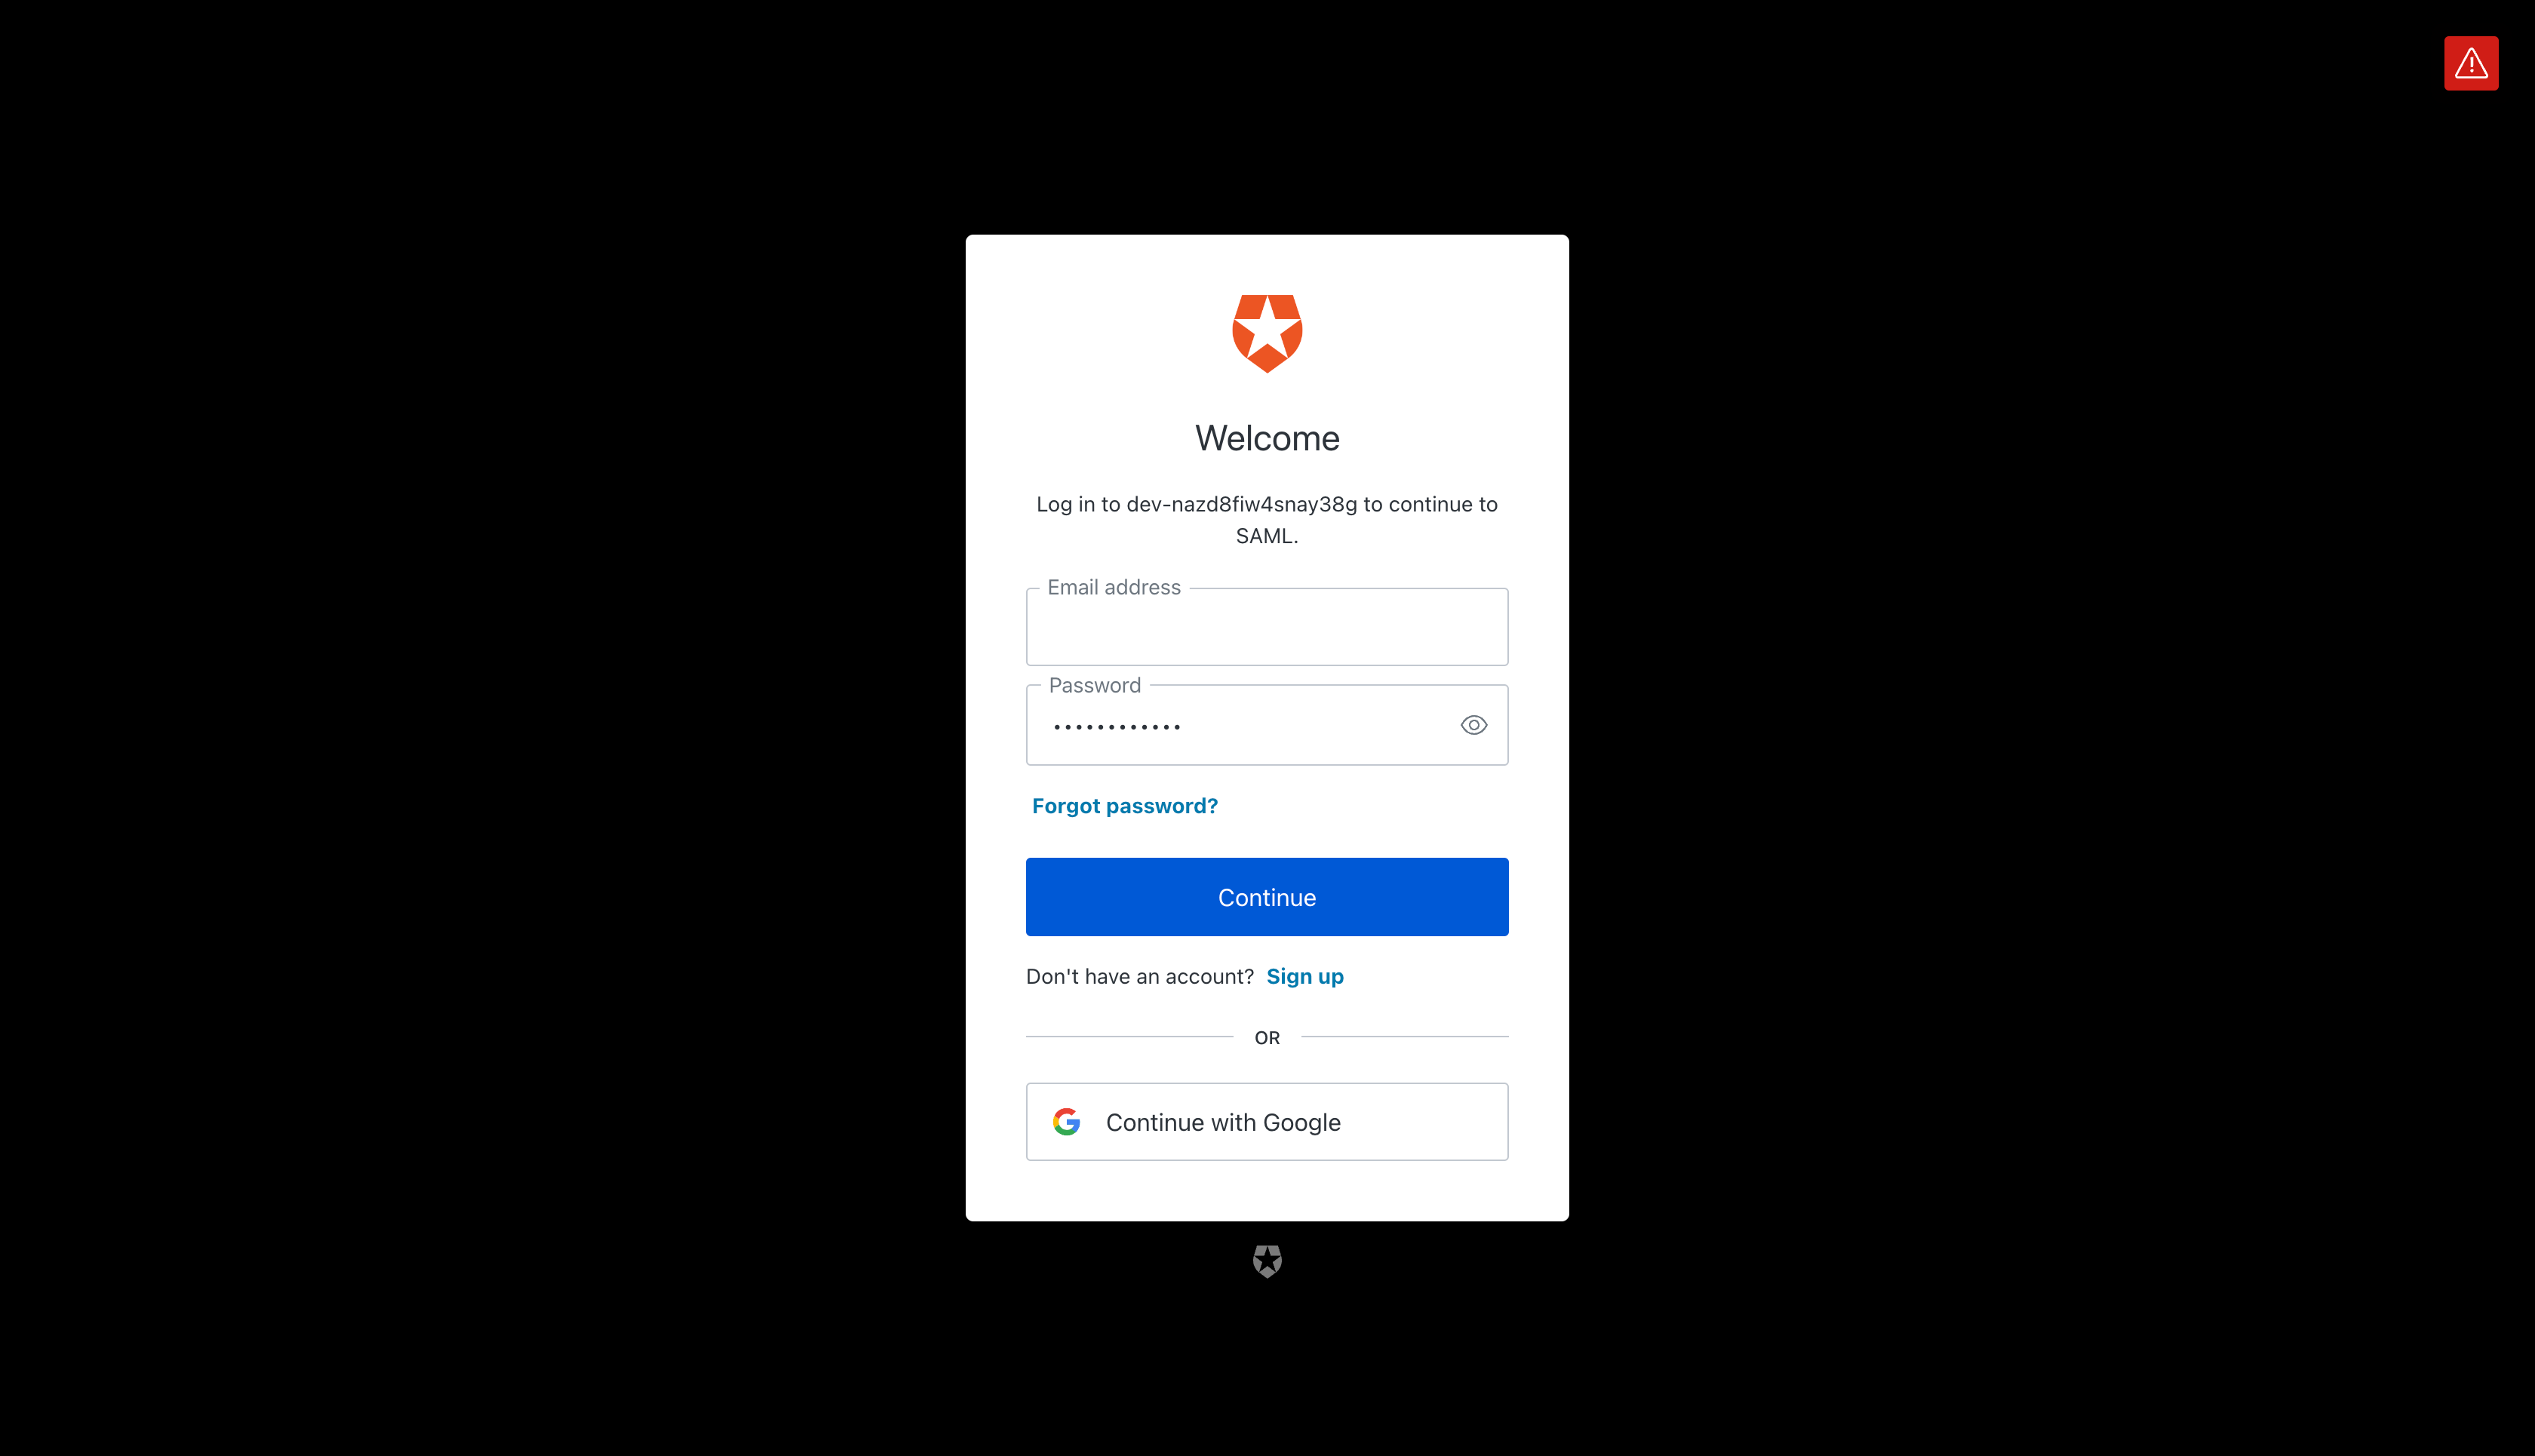 Welcome
Log in to dev-nazd8fiw4snay38g to continue to
SAML.
Email address
Password
••••••••••••
Forgot password?
Continue
Don't have an account? Sign up
OR
Continue with Google